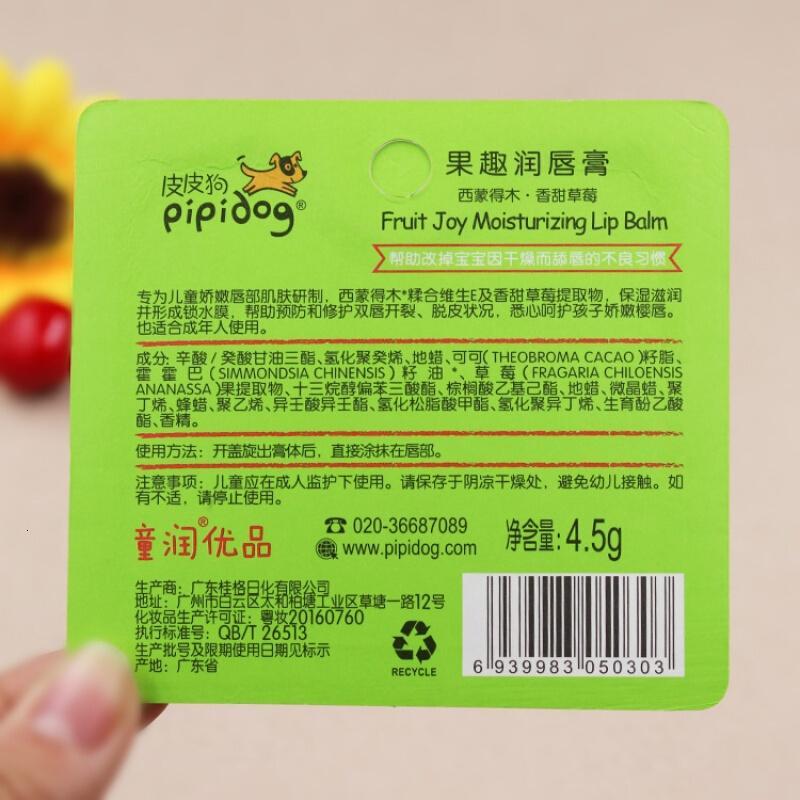 皮皮狗
pipidog®
果趣润唇膏
西蒙得木·香甜草莓
Fruit Joy Moisturizing Lip Balm
帮助改掉宝宝因干燥而舔唇的不良习惯
专为儿童娇嫩唇部肌肤研制，西蒙得木*糅合维生E及香甜草莓提取物，保湿滋润
并形成锁水膜，帮助预防和修护双唇开裂、脱皮状况，悉心呵护孩子娇嫩樱唇。
也适合成年人使用。
成分：辛酸/癸酸甘油三酯、氢化聚癸烯、地蜡、可可(THEOBROMA CACAO)籽脂、
霍霍巴(SIMMONDSIA CHINENSIS)籽油*、草莓(FRAGARIA CHILOENSIS
ANANASSA)果提取物、十三烷醇偏苯三酸酯、棕榈酸乙基己酯、地蜡、微晶蜡、聚
丁烯、蜂蜡、聚乙烯、异壬酸异壬酯、氢化松脂酸甲酯、氢化聚异丁烯、生育酚乙酸
酯、香精。
使用方法：开盖旋出膏体后，直接涂抹在唇部。
注意事项：儿童应在成人监护下使用。请保存于阴凉干燥处，避免幼儿接触。如
有不适，请停止使用。
童润®优品
020-36687089
www.pipidog.com
净含量:4.5g
生产商：广东桂格日化有限公司
地址：广州市白云区太和柏塘工业区草塘一路12号
化妆品生产许可证：粤妆20160760
执行标准号：QB/T 26513
生产批号及限期使用日期见标示
产地：广东省
RECYCLE
6 939983 050303